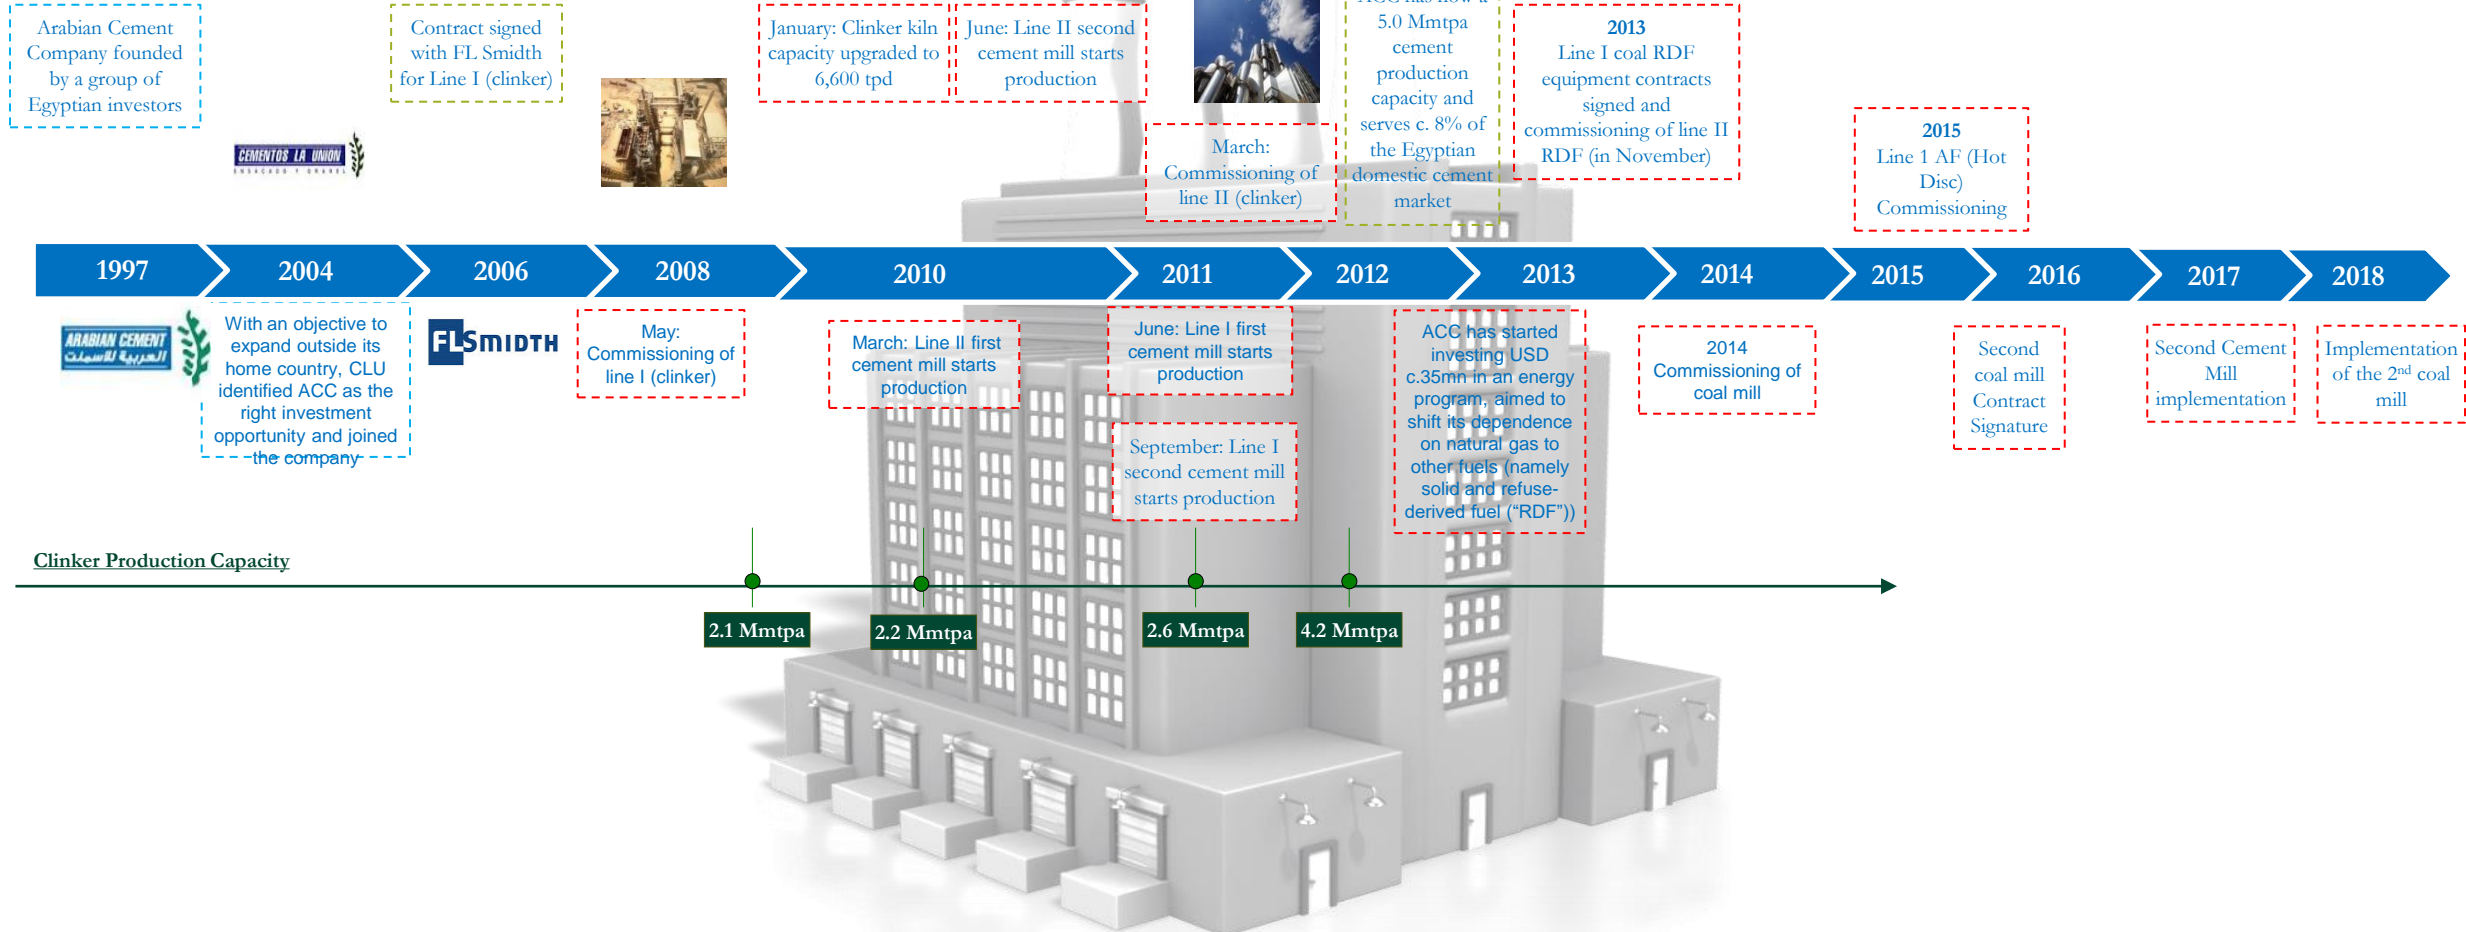 Arabian Cement
Company founded
by a group of
Egyptian investors
CEMENTOS LA UNION
ENSACADO Y GRANEL
Contract signed
with FL Smidth
for Line I (clinker)
January: Clinker kiln
capacity upgraded to
6,600 tpd
June: Line II second
cement mill starts
production
March:
Commissioning of
line II (clinker)
ACC has now a
5.0 Mmtpa
cement
production
capacity and
serves c. 8% of
the Egyptian
domestic cement
market
2013
Line I coal RDF
equipment contracts
signed and
commissioning of line II
RDF (in November)
2015
Line 1 AF (Hot
Disc)
Commissioning
1997
2004
2006
2008
2010
2011
2012
2013
2014
2015
2016
2017
2018
ARABIAN CEMENT
العربية للأسمنت
With an objective to
expand outside its
home country, CLU
identified ACC as the
right investment
opportunity and joined
the company
FLSMIDTH
May:
Commissioning of
line I (clinker)
March: Line II first
cement mill starts
production
June: Line I first
cement mill starts
production
September: Line I
second cement mill
starts production
ACC has started
investing USD
c.35mn in an energy
program, aimed to
shift its dependence
on natural gas to
other fuels (namely
solid and refuse-
derived fuel (“RDF”))
2014
Commissioning of
coal mill
Second
coal mill
Contract
Signature
Second Cement
Mill
implementation
Implementation
of the 2nd coal
mill
Clinker Production Capacity
2.1 Mmtpa
2.2 Mmtpa
2.6 Mmtpa
4.2 Mmtpa